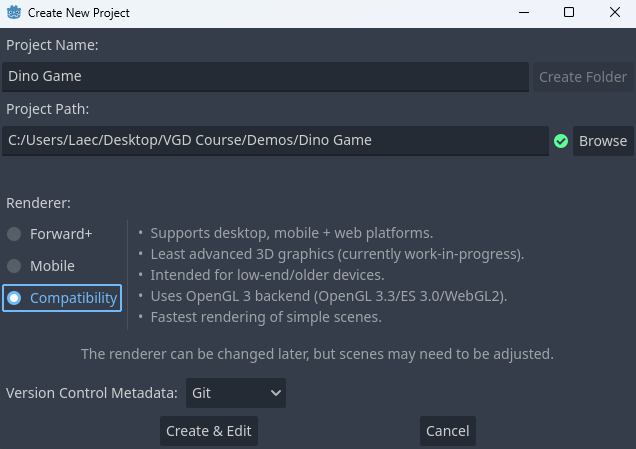 Create New Project
Project Name:
Dino Game
Create Folder
Project Path:
C:/Users/Laec/Desktop/VGD Course/Demos/Dino Game
Browse
Renderer:
Forward+
Mobile
Compatibility
• Supports desktop, mobile + web platforms.
• Least advanced 3D graphics (currently work-in-progress).
• Intended for low-end/older devices.
• Uses OpenGL 3 backend (OpenGL 3.3/ES 3.0/WebGL2).
• Fastest rendering of simple scenes.
The renderer can be changed later, but scenes may need to be adjusted.
Version Control Metadata: Git
Create & Edit
Cancel